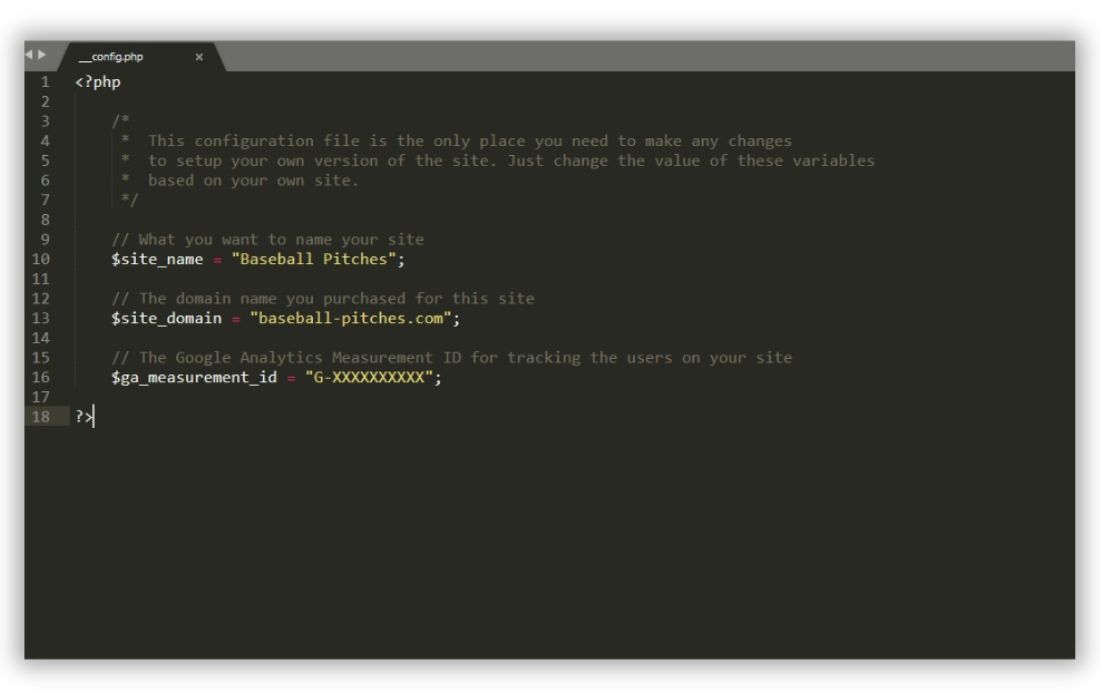 __config.php ×
1 <?php
2
3 /*
4 * This configuration file is the only place you need to make any changes
5 * to setup your own version of the site. Just change the value of these variables
6 * based on your own site.
7 */
8
9 // What you want to name your site
10 $site_name = "Baseball Pitches";
11
12 // The domain name you purchased for this site
13 $site_domain = "baseball-pitches.com";
14
15 // The Google Analytics Measurement ID for tracking the users on your site
16 $ga_measurement_id = "G-XXXXXXXXXX";
17
18 ?>